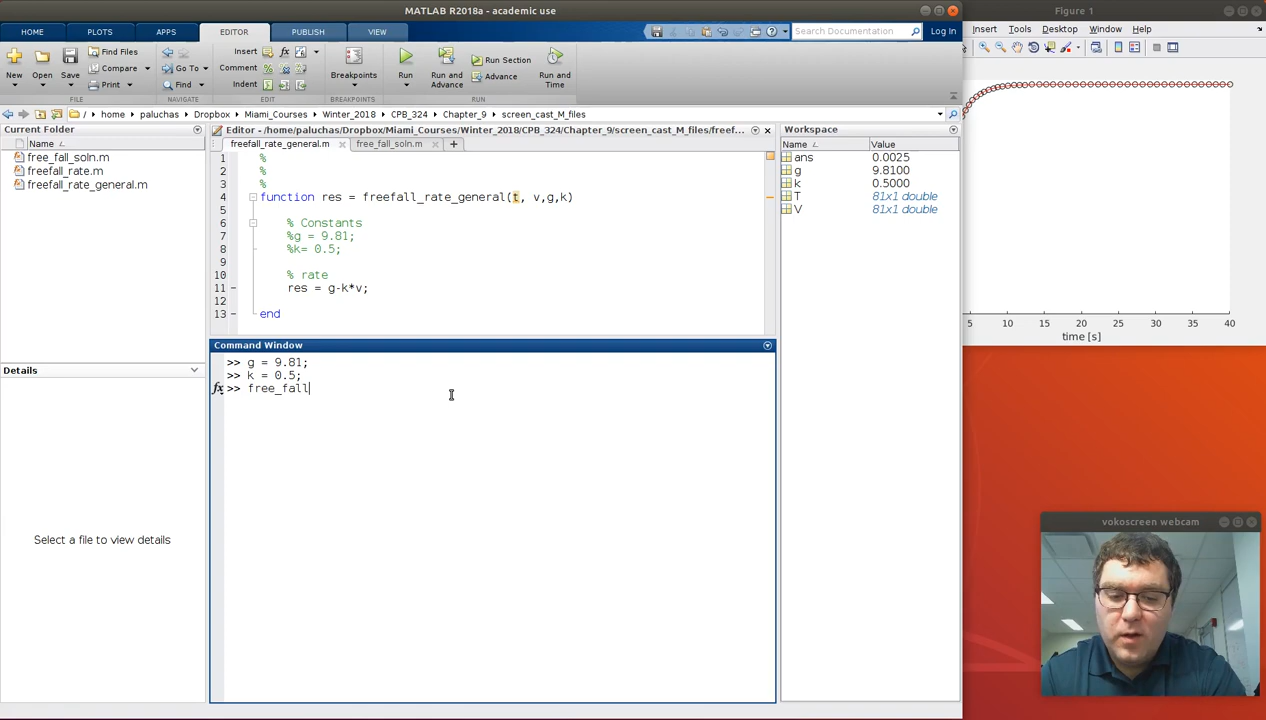 MATLAB R2018a - academic use
HOME PLOTS APPS EDITOR PUBLISH VIEW
Search Documentation Log In
New Open Save Find Files Compare Print
Go To Find
Insert fx
Comment
Indent
Breakpoints Run Run and Advance Run Section Advance Run and Time
FILE NAVIGATE EDIT BREAKPOINTS RUN
/ home paluchas Dropbox Miami_Courses Winter_2018 CPB_324 Chapter_9 screen_cast_M_files
Current Folder
Name
free_fall_soln.m
freefall_rate.m
freefall_rate_general.m
Details
Select a file to view details
Editor - /home/paluchas/Dropbox/Miami_Courses/Winter_2018/CPB_324/Chapter_9/screen_cast_M_files/freef...
freefall_rate_general.m free_fall_soln.m
1 %
2 %
3 %
4 function res = freefall_rate_general(t, v,g,k)
5
6 % Constants
7 %g = 9.81;
8 %k= 0.5;
9
10 % rate
11 res = g-k*v;
12
13 end
Command Window
>> g = 9.81;
>> k = 0.5;
fx >> free_fall
Workspace
Name Value
ans 0.0025
g 9.8100
k 0.5000
T 81x1 double
V 81x1 double
Figure 1
Insert Tools Desktop Window Help
5 10 15 20 25 30 35 40
time [s]
vokoscreen webcam